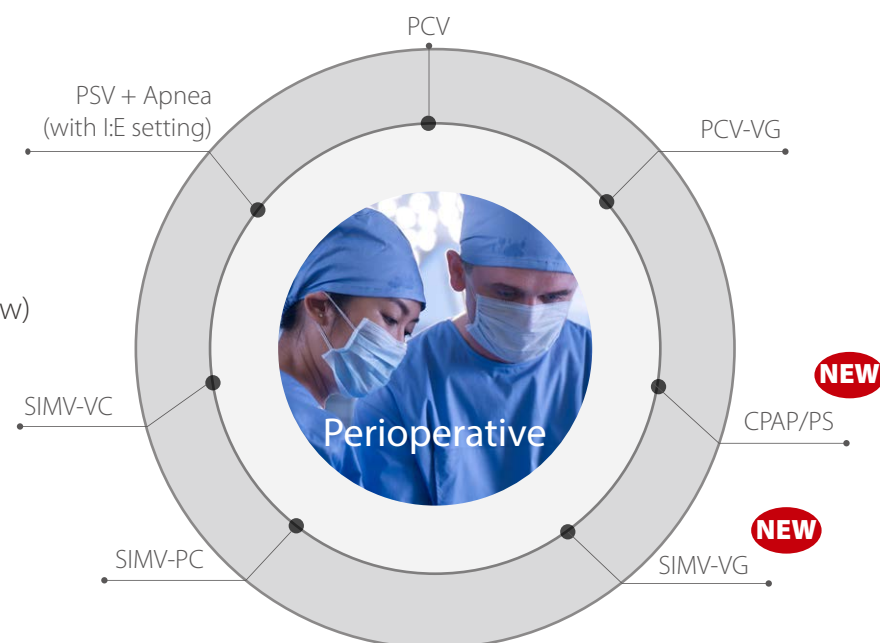 PCV
PSV + Apnea
(with I:E setting)
PCV-VG
w)
NEW
SIMV-VC
CPAP/PS
Perioperative
NEW
SIMV-PC
SIMV-VG